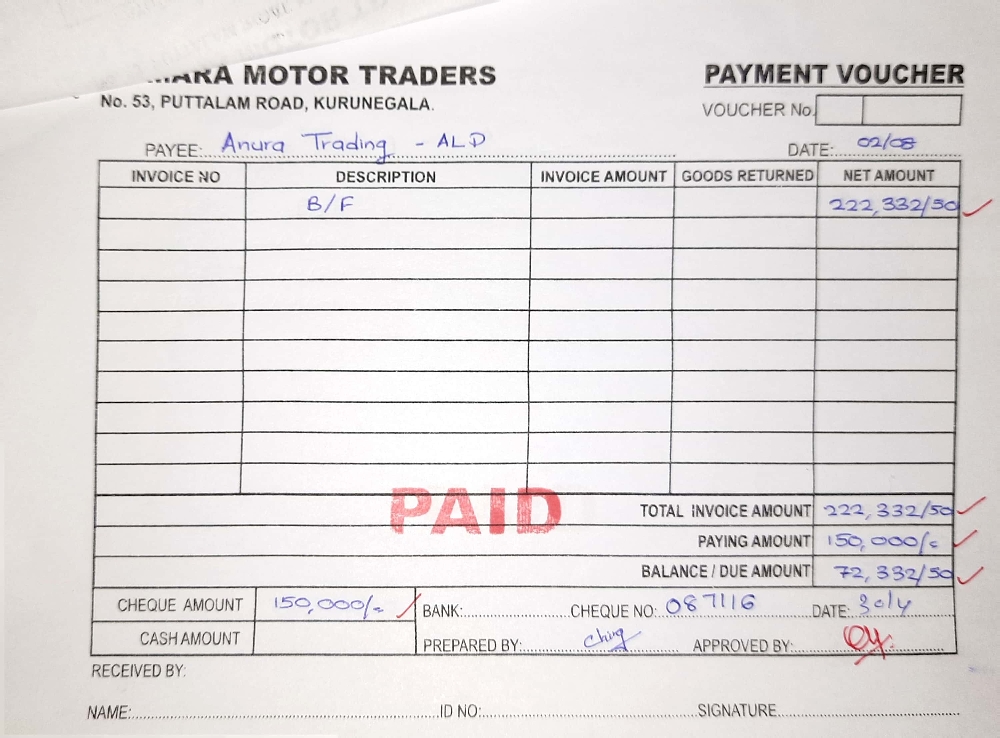 MARA MOTOR TRADERS
PAYMENT VOUCHER
No. 53, PUTTALAM ROAD, KURUNEGALA.
VOUCHER No.
PAYEE: Anura Trading - ALD
DATE: 02/08
INVOICE NO DESCRIPTION INVOICE AMOUNT GOODS RETURNED NET AMOUNT
B/F 222,332/50
PAID
TOTAL INVOICE AMOUNT 222,332/50
PAYING AMOUNT 150,000/=
BALANCE / DUE AMOUNT 72,332/50
CHEQUE AMOUNT 150,000/= BANK: CHEQUE NO: 087116 DATE: 30/4
CASH AMOUNT PREPARED BY: APPROVED BY:
RECEIVED BY:
NAME: ID NO: SIGNATURE